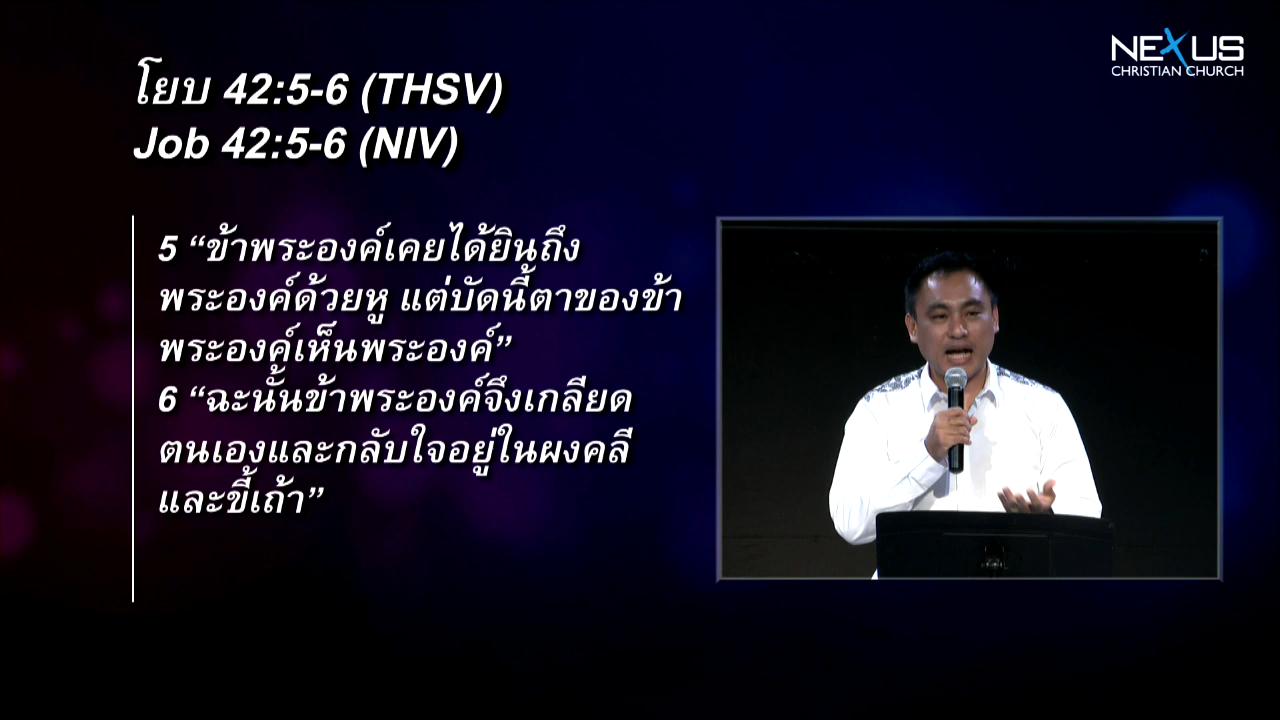 โยบ 42:5-6 (THSV)
Job 42:5-6 (NIV)
NEXUS
CHRISTIAN CHURCH
5 “ข้าพระองค์เคยได้ยินถึง
พระองค์ด้วยหู แต่บัดนี้ตาของข้า
พระองค์เห็นพระองค์”
6 “ฉะนั้นข้าพระองค์จึงเกลียด
ตนเองและกลับใจอยู่ในผงคลี
และขี้เถ้า”